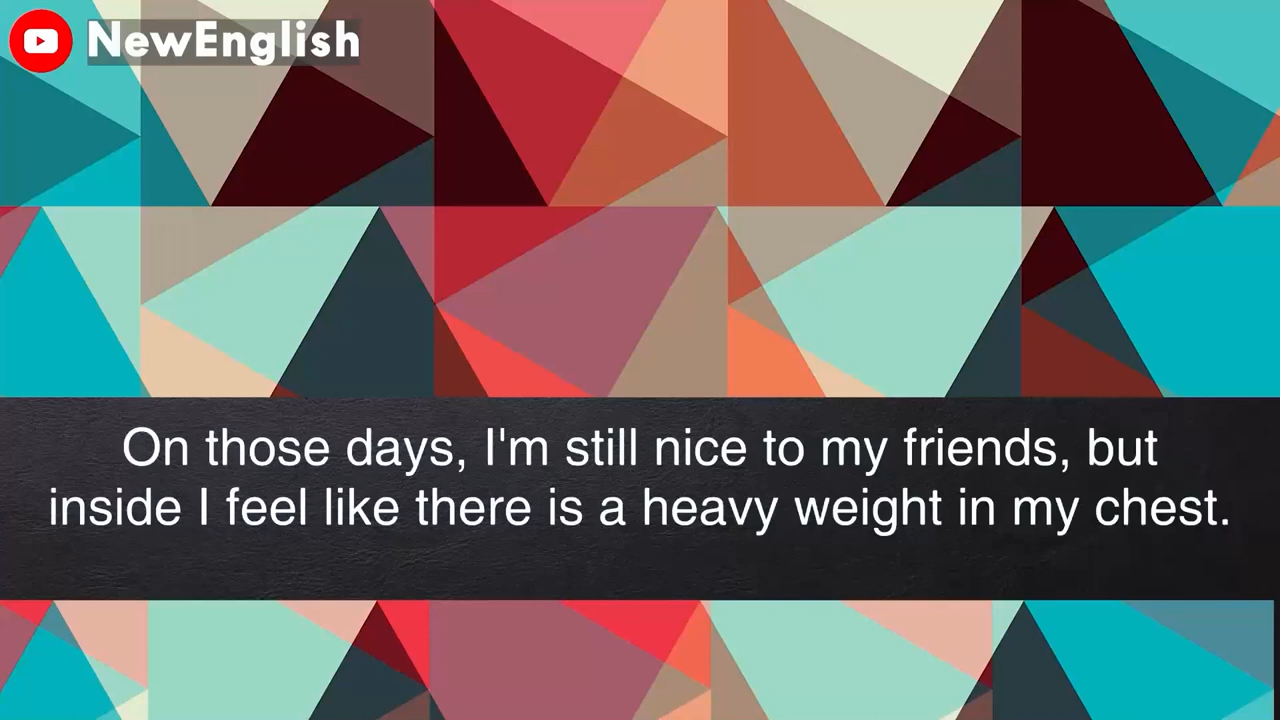 NewEnglish
On those days, I'm still nice to my friends, but
inside I feel like there is a heavy weight in my chest.